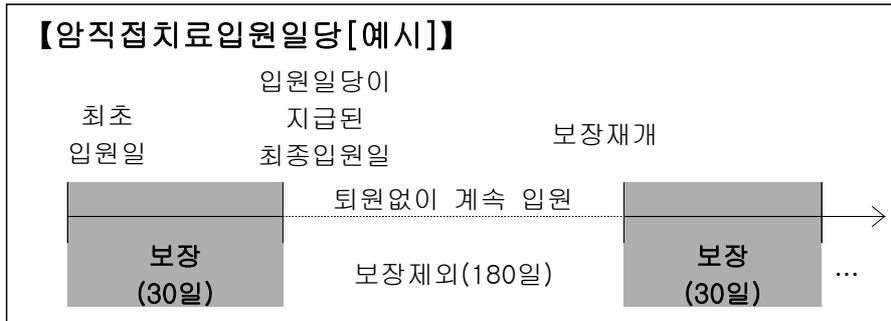 【암직접치료입원일당[예시]】
최초
입원일
입원일당이
지급된
최종입원일
보장재개
퇴원없이 계속 입원
보장
(30일)
보장제외(180일)
보장
(30일)
…